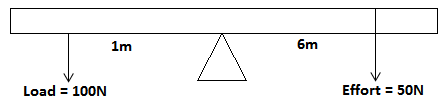 1m
6m
Load = 100N
Effort = 50N